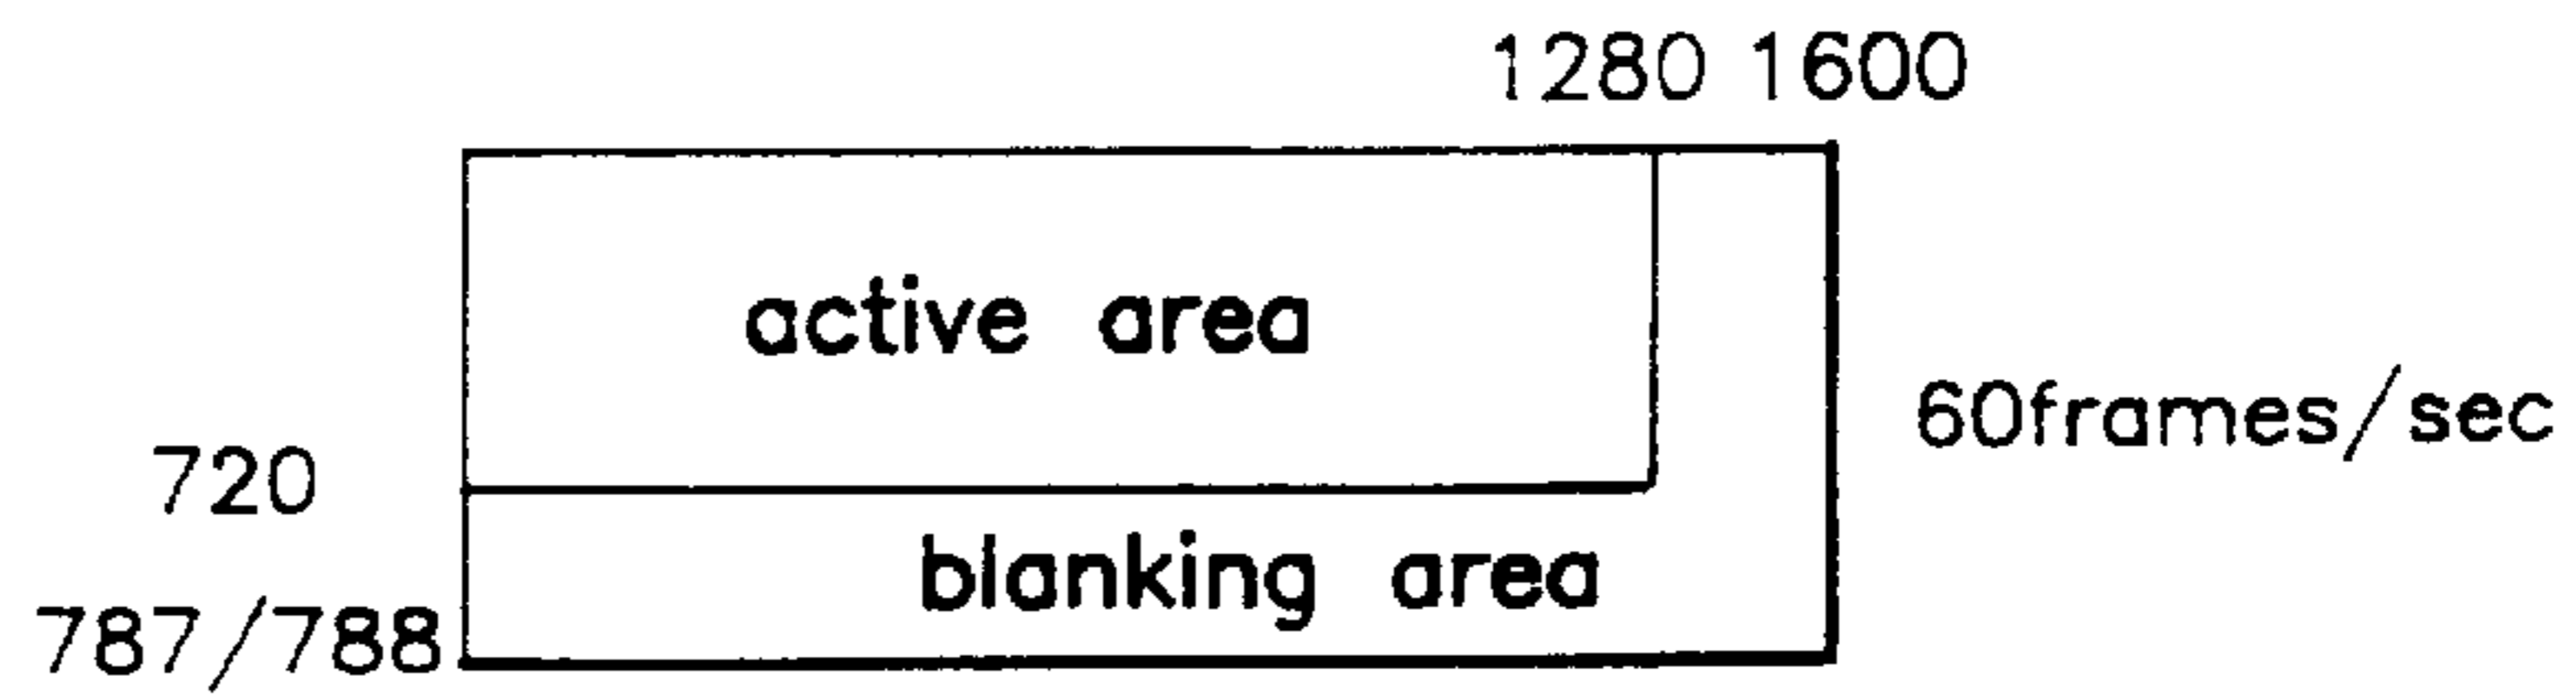 1280 1600
active area
60frames/sec
720
blanking area
787/788